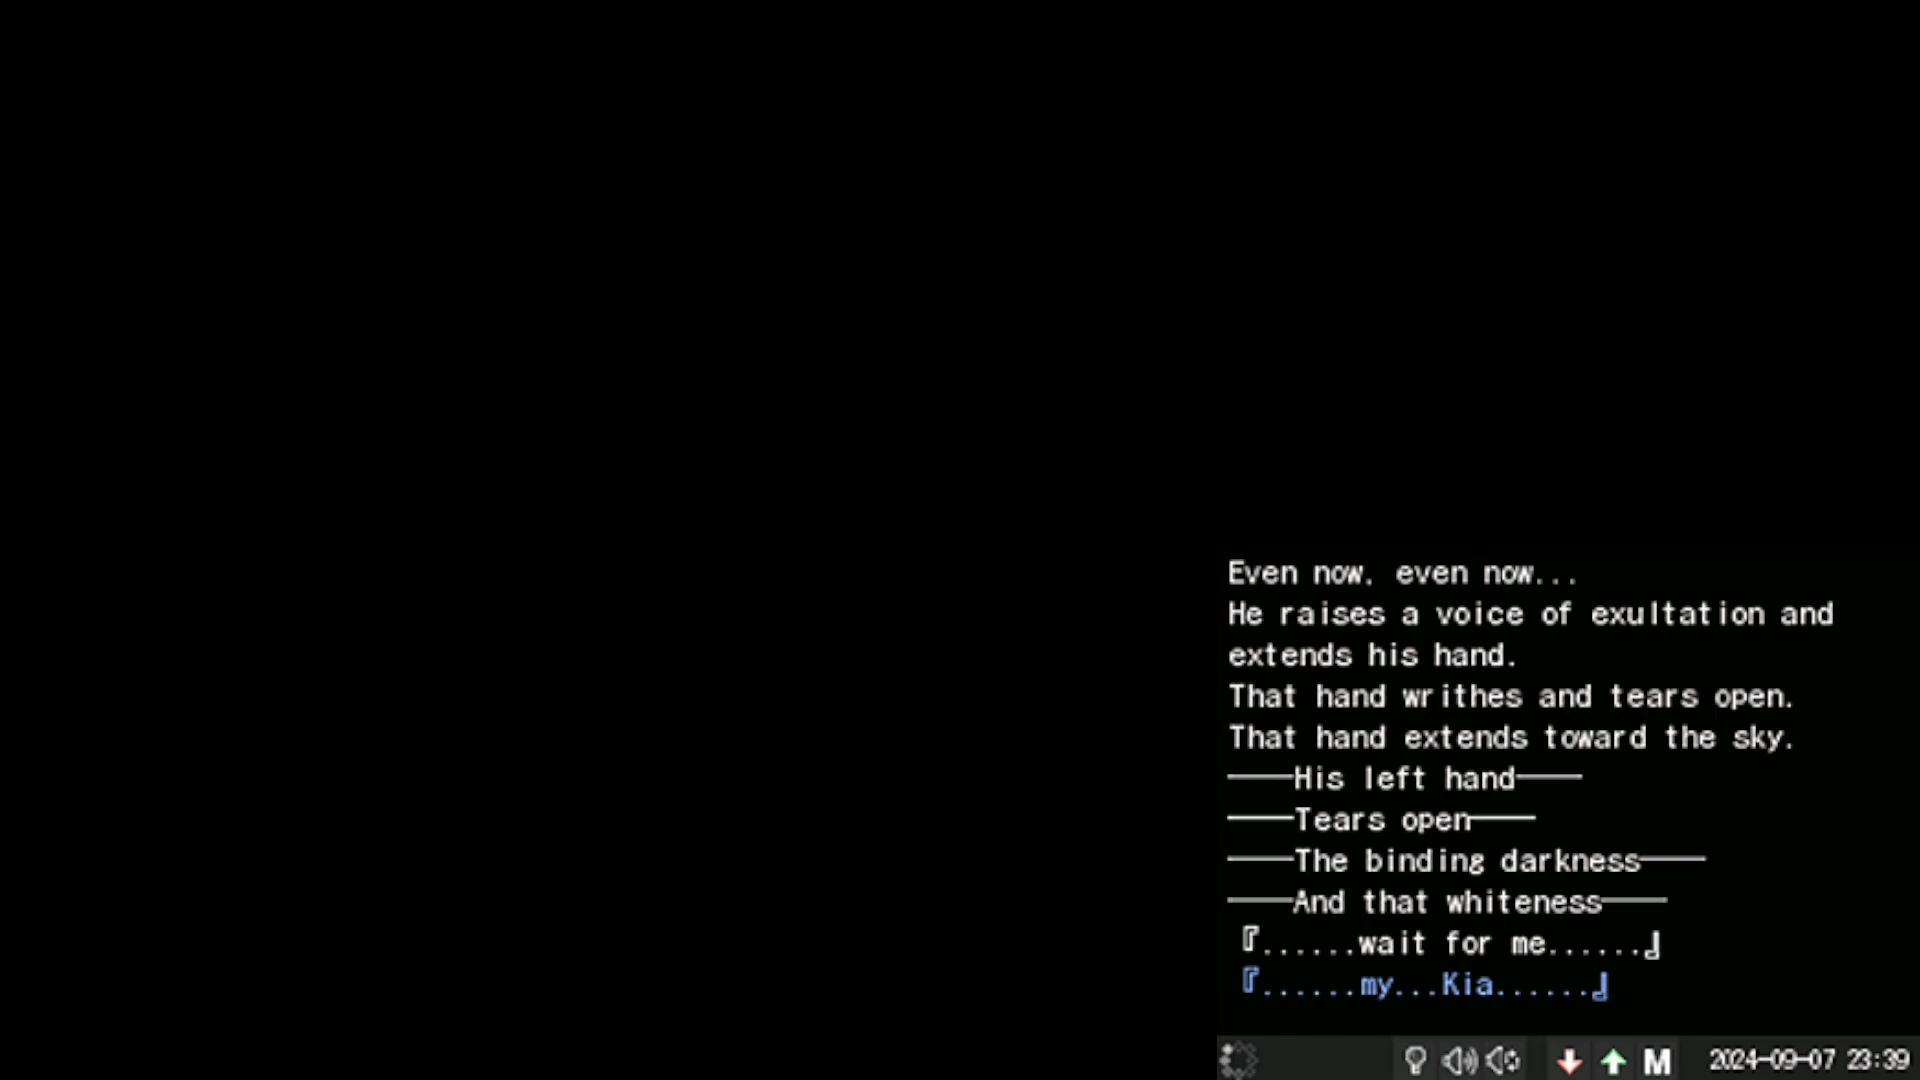 Even now, even now...
He raises a voice of exultation and
extends his hand.
That hand writhes and tears open.
That hand extends toward the sky.
――His left hand――
――Tears open――
――The binding darkness――
――And that whiteness――
『......wait for me......』
『......my...Kia......』
M 2024-09-07 23:39